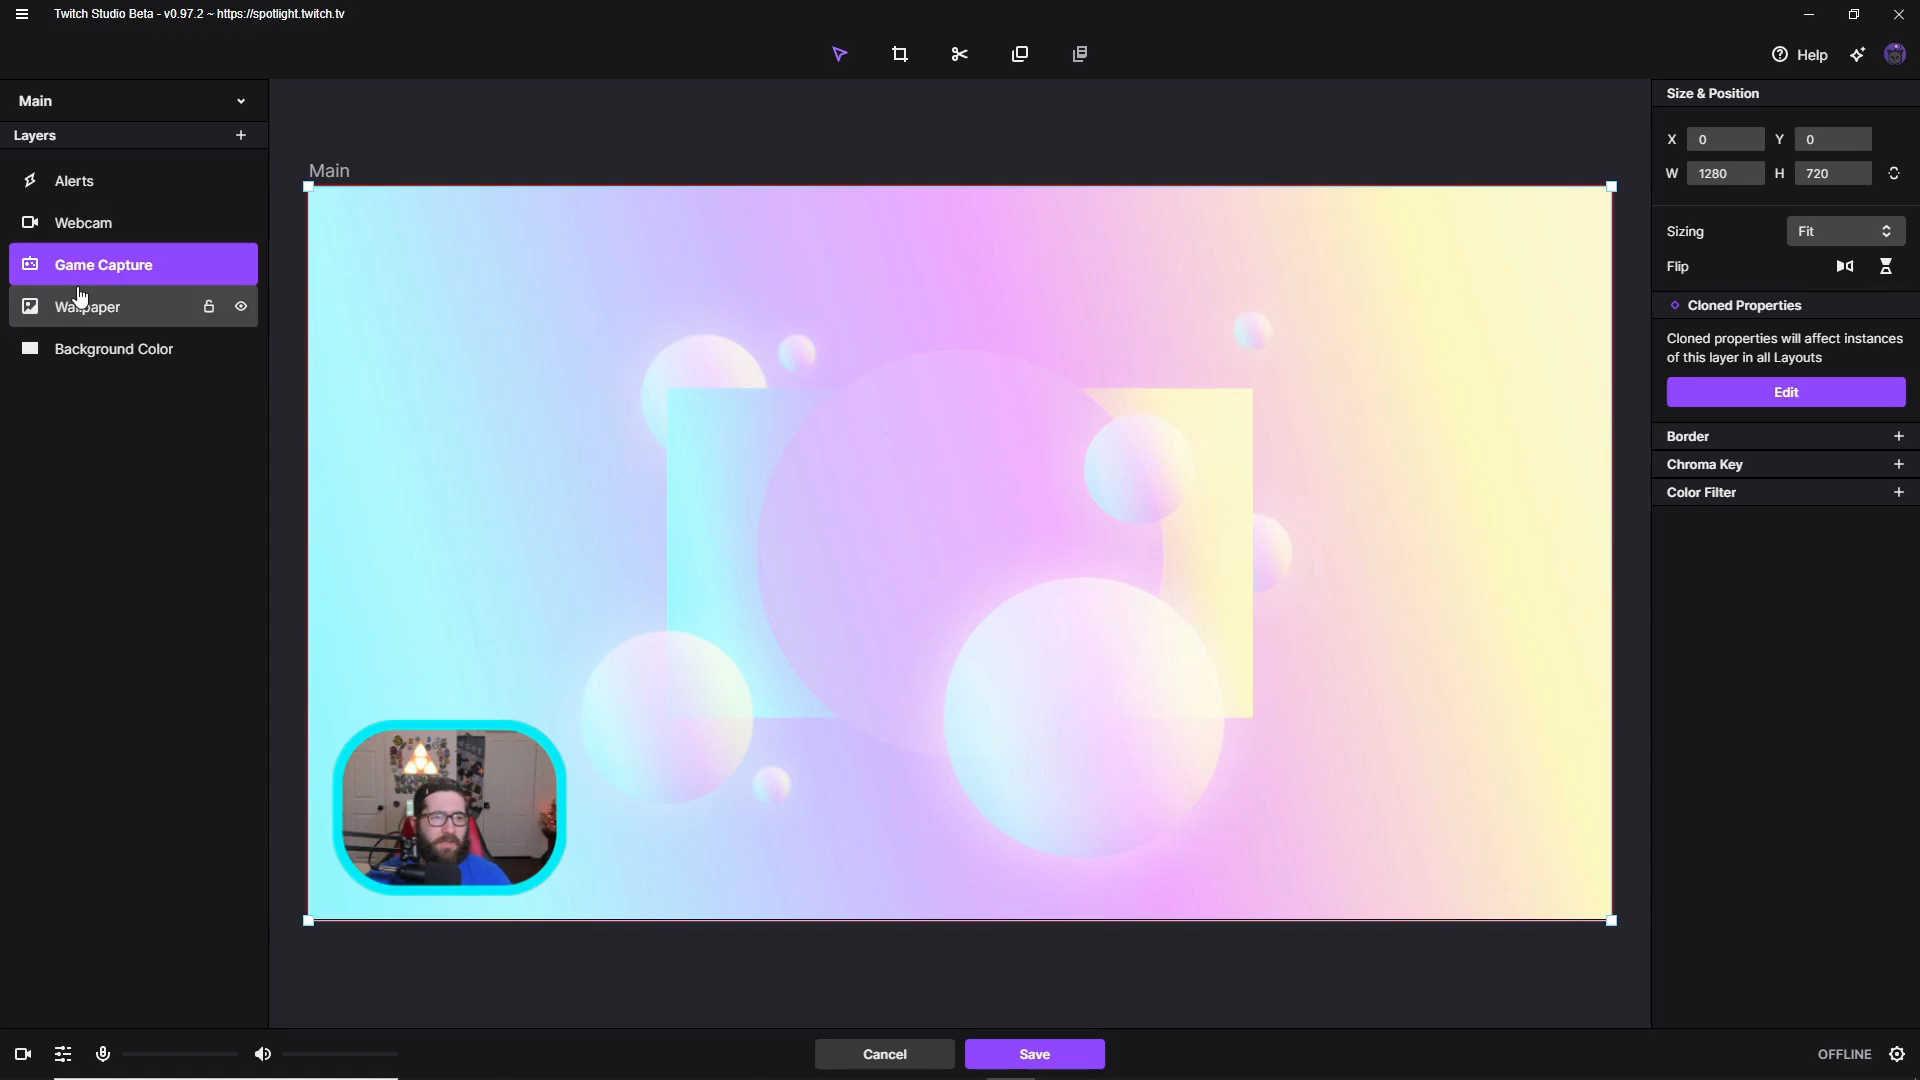 Twitch Studio Beta - v0.97.2 ~ https://spotlight.twitch.tv
Help
Main
Layers
Alerts
Webcam
Game Capture
Wallpaper
Background Color
Main
Size & Position
X 0 Y 0
W 1280 H 720
Sizing Fit
Flip
Cloned Properties
Cloned properties will affect instances
of this layer in all Layouts
Edit
Border
Chroma Key
Color Filter
Cancel
Save
OFFLINE